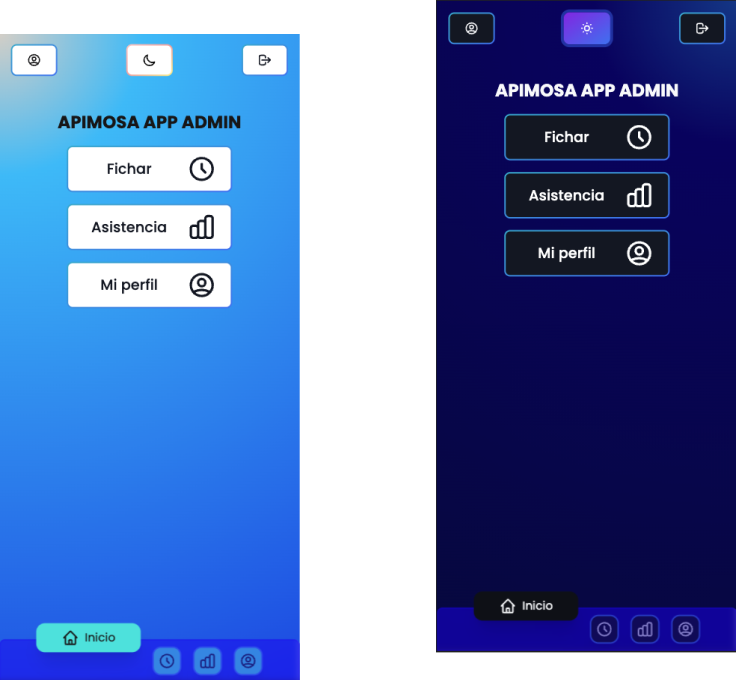 APIMOSA APP ADMIN
Fichar
Asistencia
Mi perfil
Inicio
APIMOSA APP ADMIN
Fichar
Asistencia
Mi perfil
Inicio